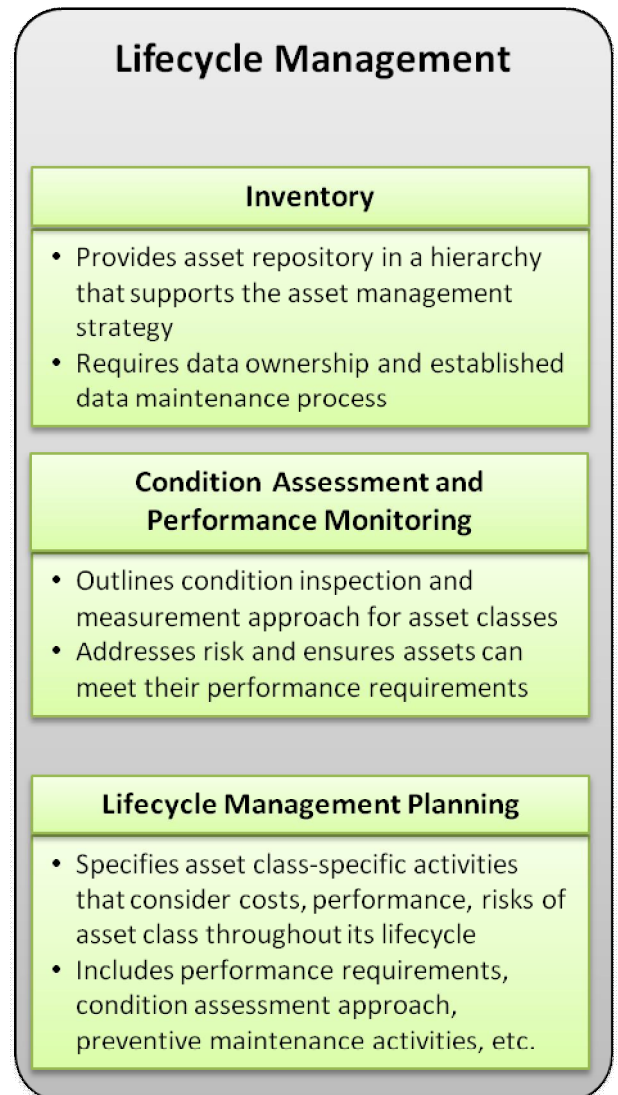 Lifecycle Management
Inventory
• Provides asset repository in a hierarchy
that supports the asset management
strategy
• Requires data ownership and established
data maintenance process
Condition Assessment and
Performance Monitoring
• Outlines condition inspection and
measurement approach for asset classes
• Addresses risk and ensures assets can
meet their performance requirements
Lifecycle Management Planning
• Specifies asset class-specific activities
that consider costs, performance, risks of
asset class throughout its lifecycle
• Includes performance requirements,
condition assessment approach,
preventive maintenance activities, etc.